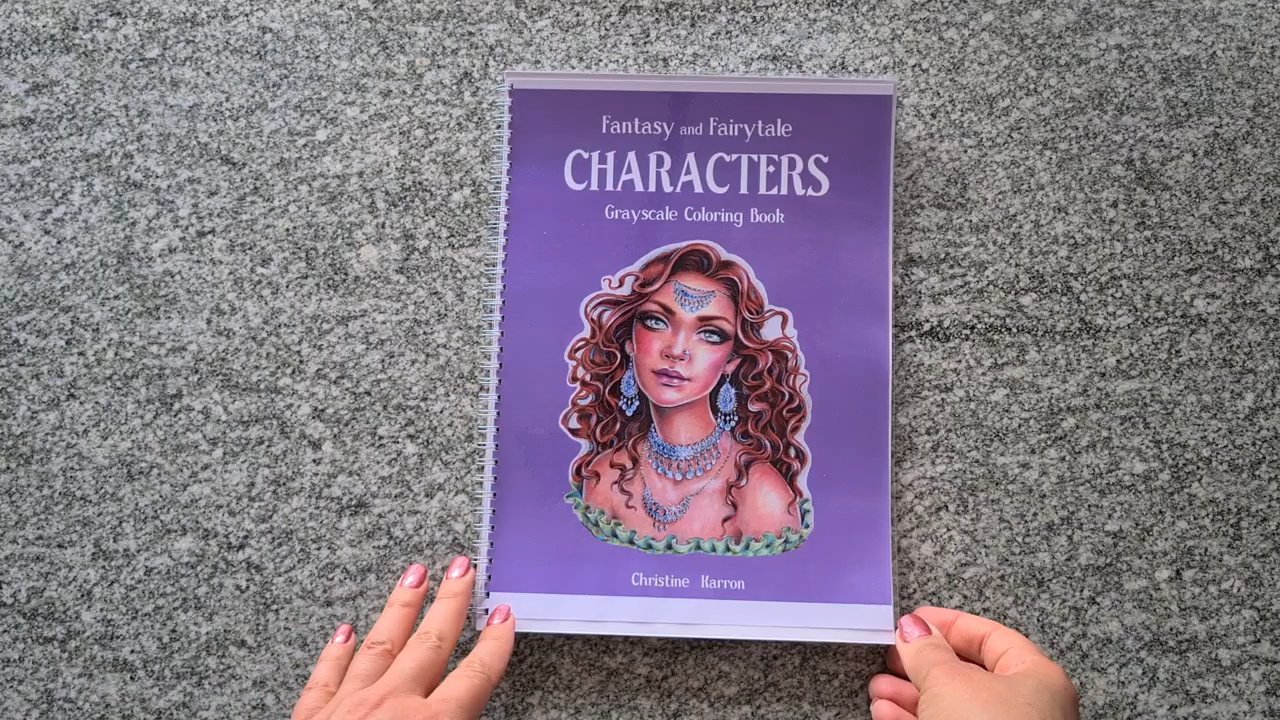 Fantasy and Fairytale
CHARACTERS
Grayscale Coloring Book
Christine Karron